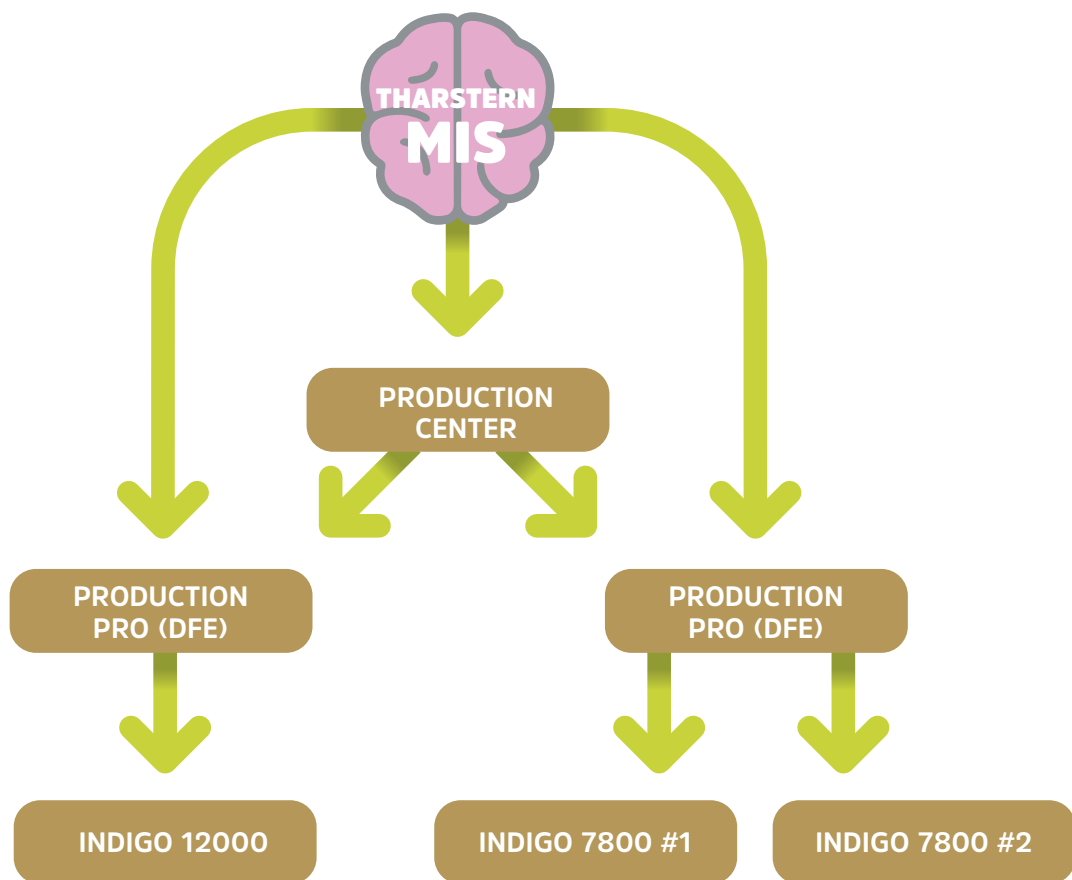 THARSTERN
MIS
PRODUCTION
CENTER
PRODUCTION
PRO (DFE)
PRODUCTION
PRO (DFE)
INDIGO 12000
INDIGO 7800 #1
INDIGO 7800 #2